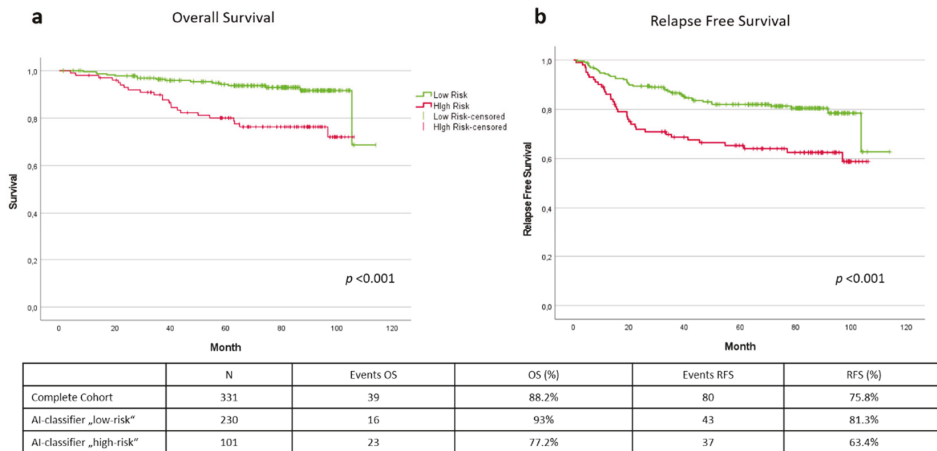 a
Overall Survival
1,0
0,8
0,6
0,4
0,2
0,0
Survival
0 20 40 60 80 100 120
Month
p <0.001
Low Risk
HIgh Risk
Low Risk-censored
HIgh Risk-censored
b
Relapse Free Survival
1,0
0,8
0,6
0,4
0,2
0,0
Relapse Free Survival
0 20 40 60 80 100 120
Month
p <0.001
N Events OS OS (%) Events RFS RFS (%)
Complete Cohort 331 39 88.2% 80 75.8%
AI-classifier „low-risk“ 230 16 93% 43 81.3%
AI-classifier „high-risk“ 101 23 77.2% 37 63.4%